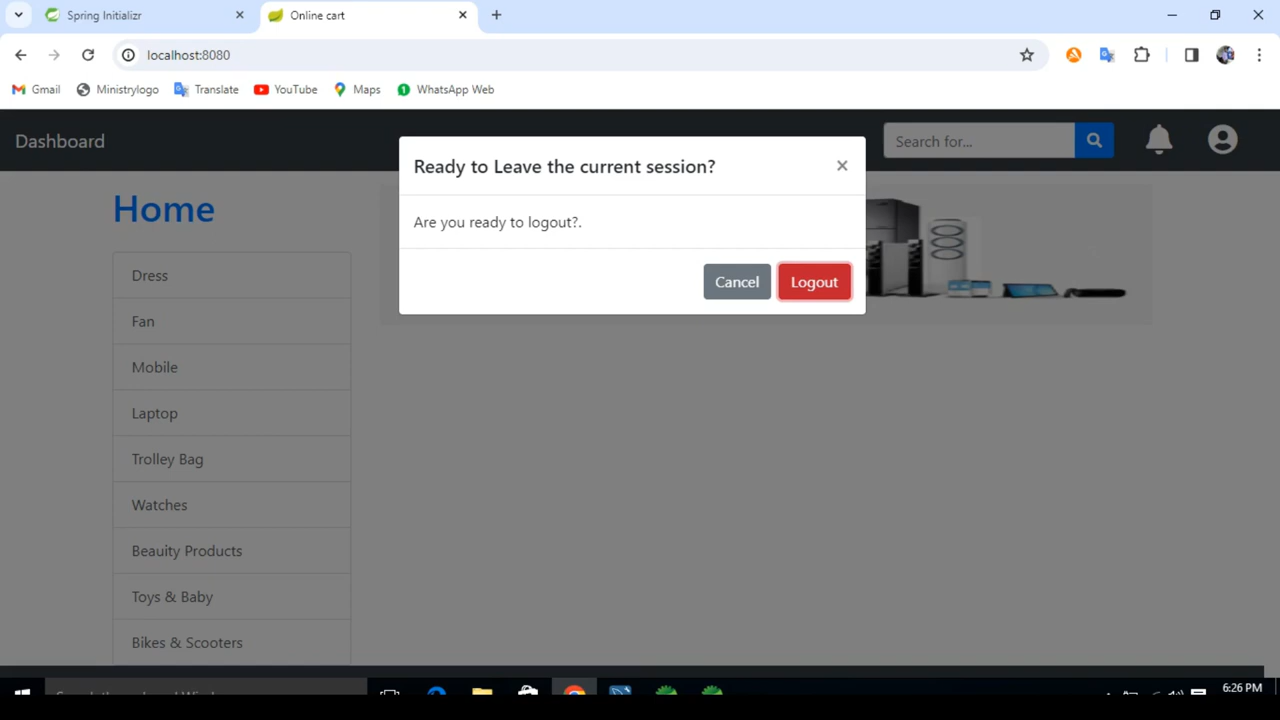 Spring Initializr
Online cart
localhost:8080
Gmail
Ministrylogo
Translate
YouTube
Maps
WhatsApp Web
Dashboard
Search for...
Ready to Leave the current session?
Are you ready to logout?.
Cancel
Logout
Home
Dress
Fan
Mobile
Laptop
Trolley Bag
Watches
Beauity Products
Toys & Baby
Bikes & Scooters
6:26 PM